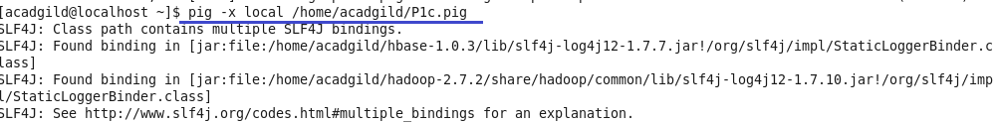 [acadgild@localhost ~]$ pig -x local /home/acadgild/P1c.pig
SLF4J: Class path contains multiple SLF4J bindings.
SLF4J: Found binding in [jar:file:/home/acadgild/hbase-1.0.3/lib/slf4j-log4j12-1.7.7.jar!/org/slf4j/impl/StaticLoggerBinder.c
lass]
SLF4J: Found binding in [jar:file:/home/acadgild/hadoop-2.7.2/share/hadoop/common/lib/slf4j-log4j12-1.7.10.jar!/org/slf4j/imp
l/StaticLoggerBinder.class]
SLF4J: See http://www.slf4j.org/codes.html#multiple_bindings for an explanation.